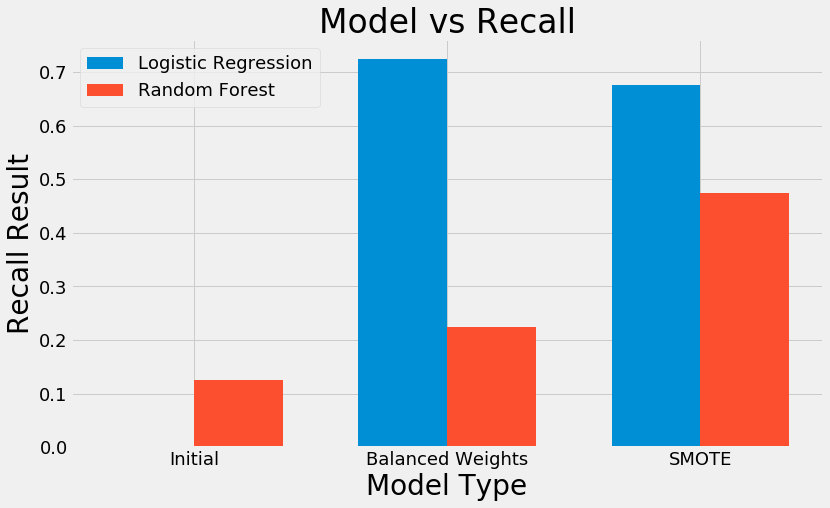 Model vs Recall
Logistic Regression
Random Forest
Recall Result
0.7
0.6
0.5
0.4
0.3
0.2
0.1
0.0
Initial
Balanced Weights
SMOTE
Model Type